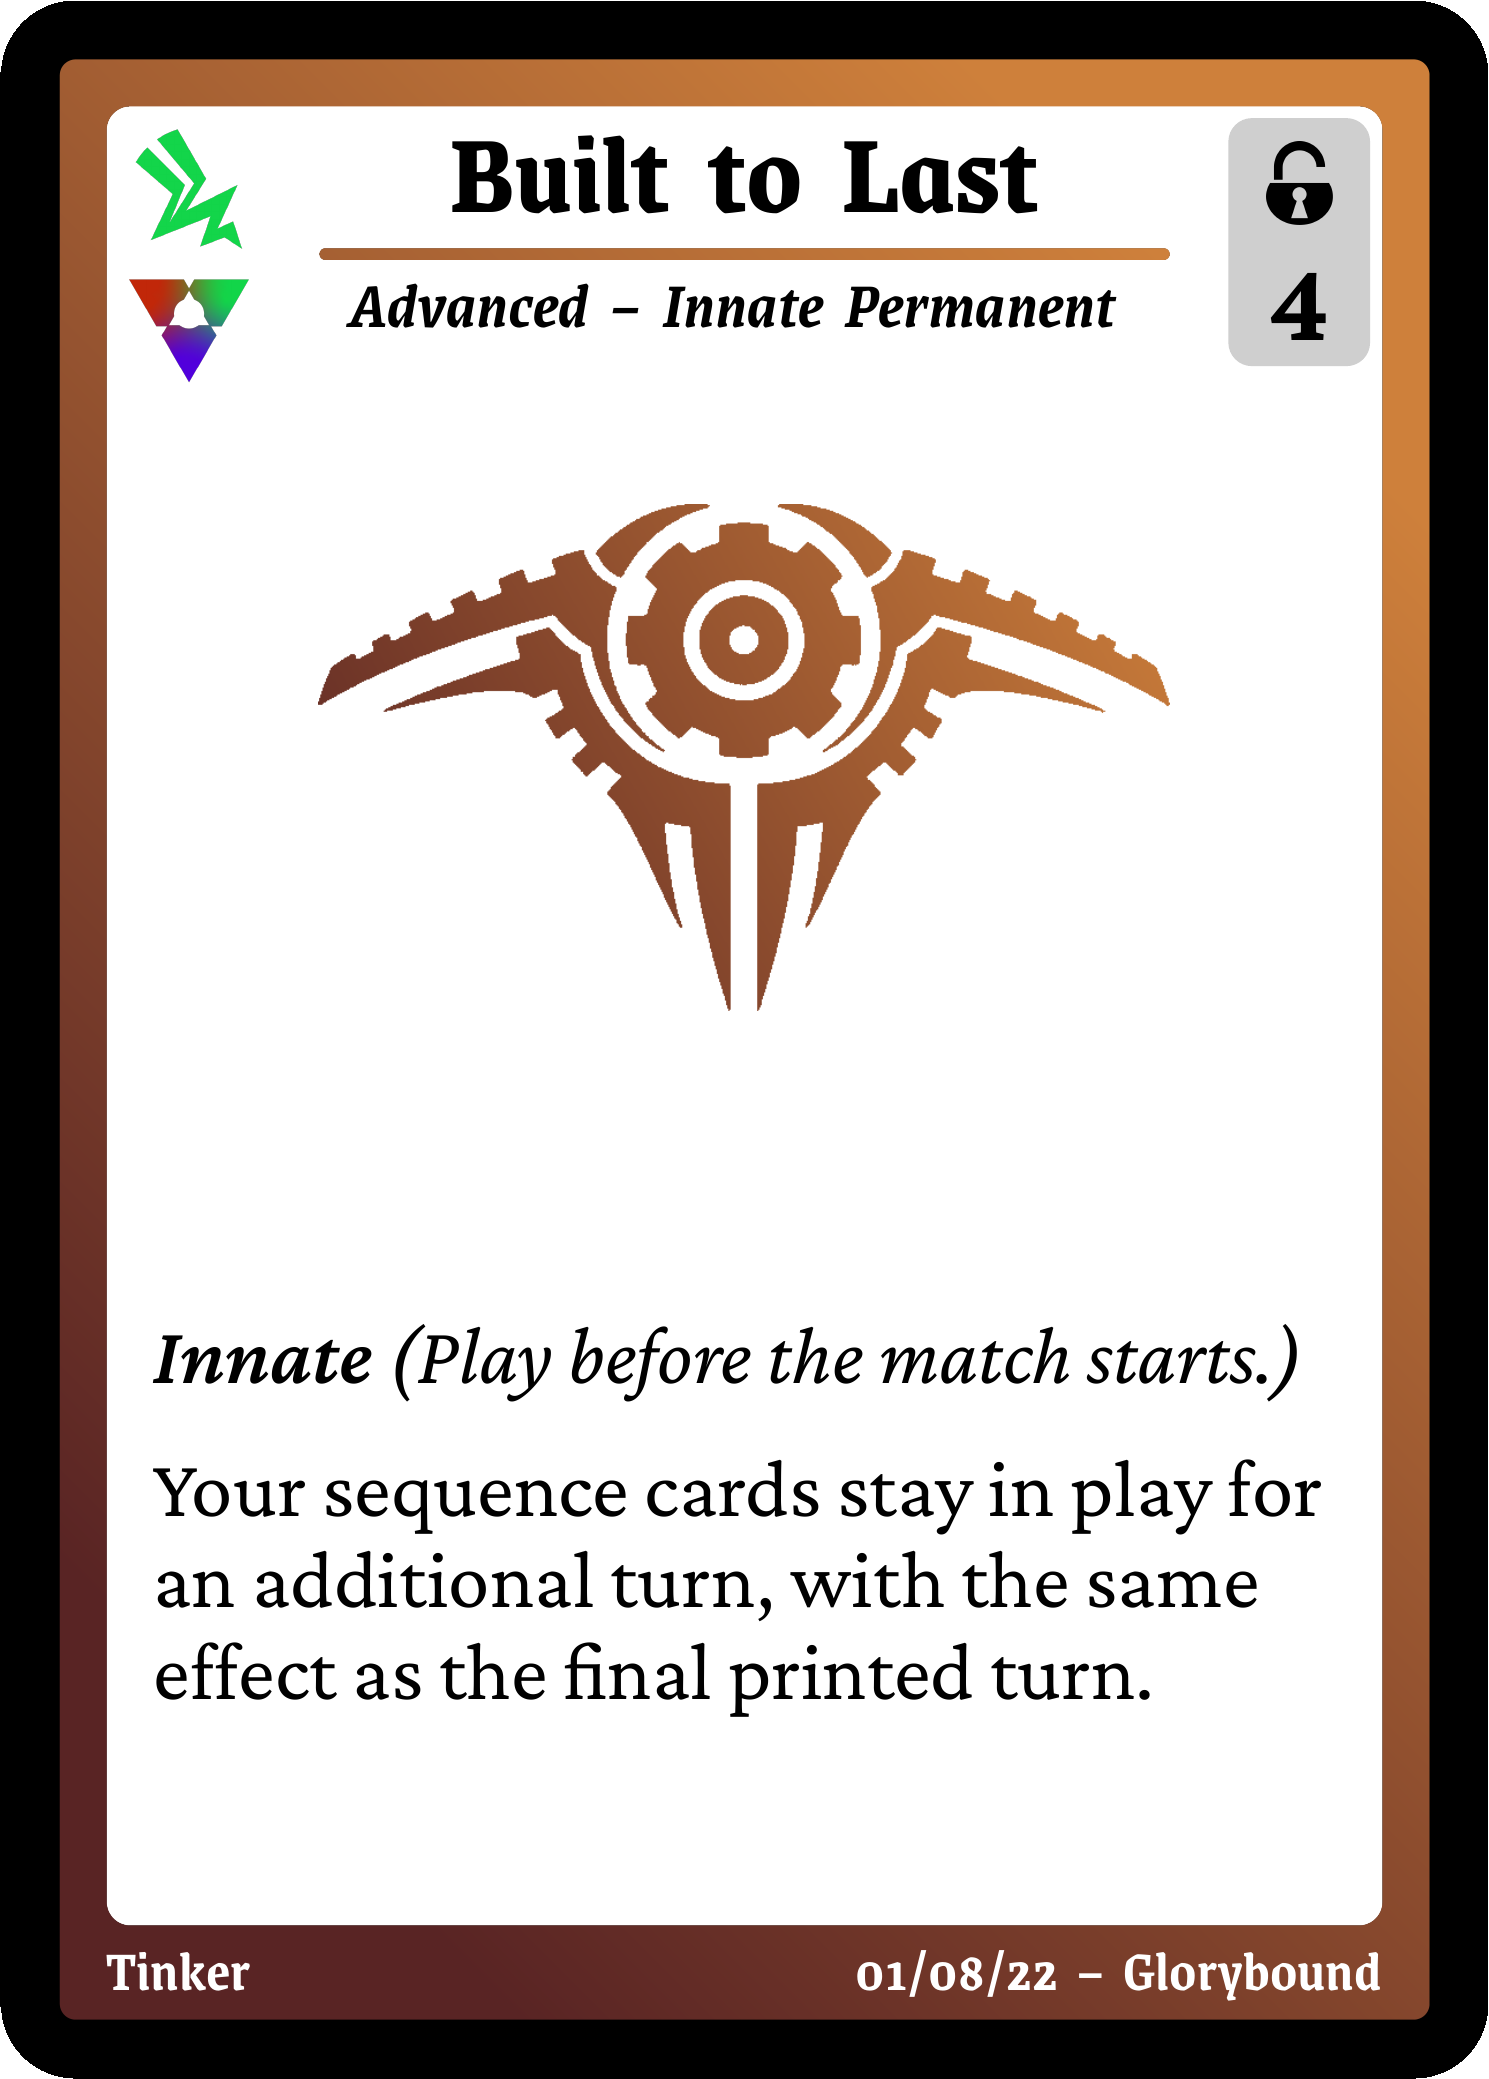 Built to Last
Advanced – Innate Permanent
4
Innate (Play before the match starts.)
Your sequence cards stay in play for
an additional turn, with the same
effect as the final printed turn.
Tinker
01/08/22 – Glorybound